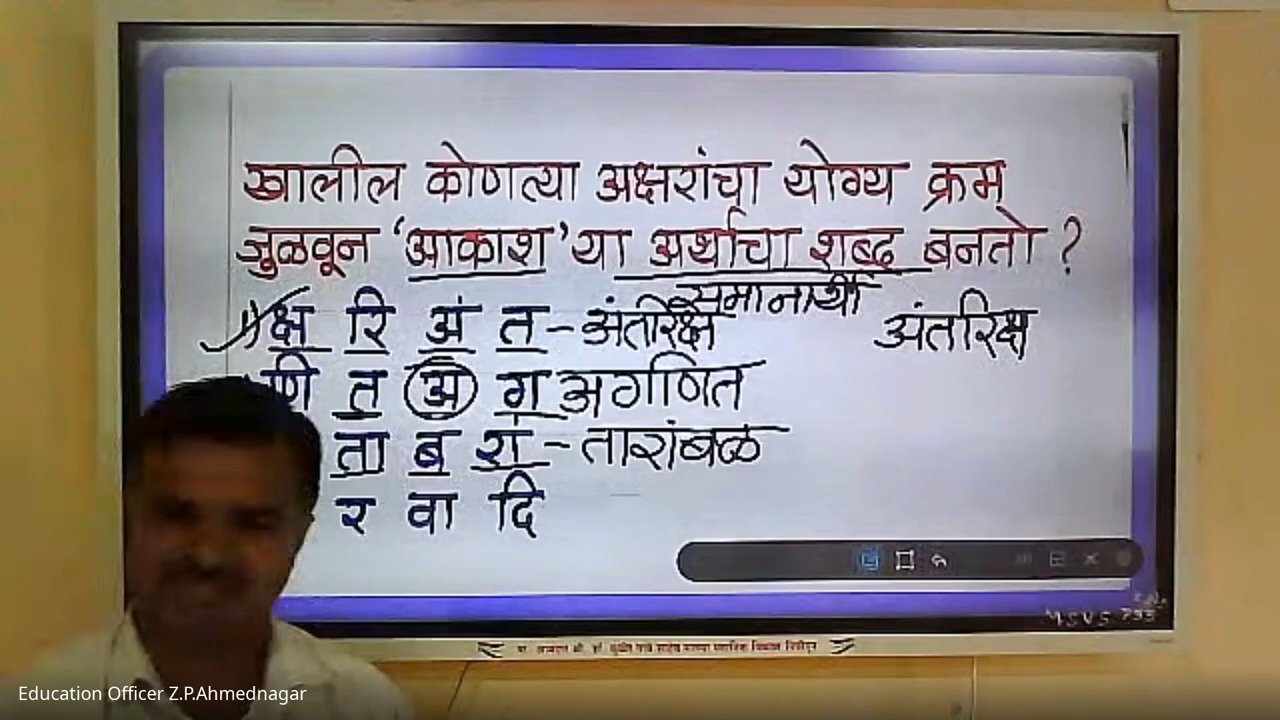 खालील कोणत्या अक्षरांचा योग्य क्रम
जुळवून 'आकाश' या अर्थाचा शब्द बनतो ?
समानार्थी
क्ष रि अं त - अंतरिक्ष अंतरिक्ष
णि त अ ग अगणित
ता ब रां - तारांबळ
र वा दि
Education Officer Z.P.Ahmednagar